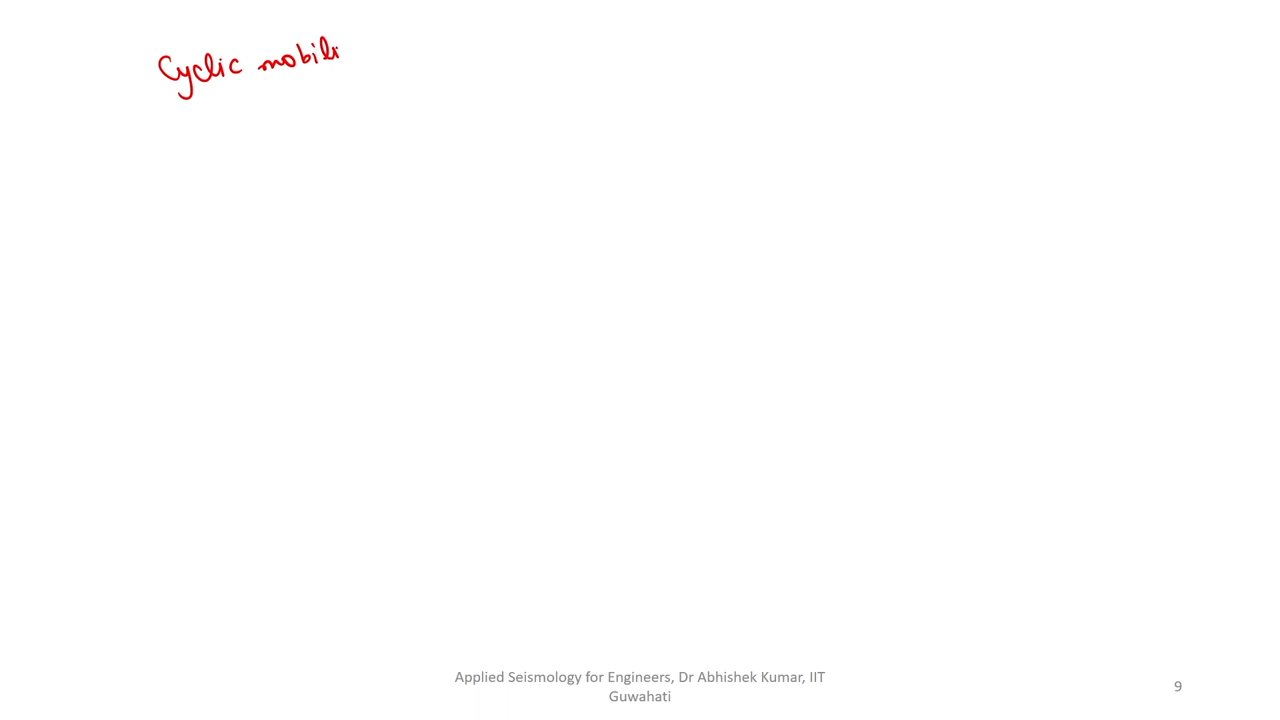 Cyclic mobili
Applied Seismology for Engineers, Dr Abhishek Kumar, IIT
Guwahati
9